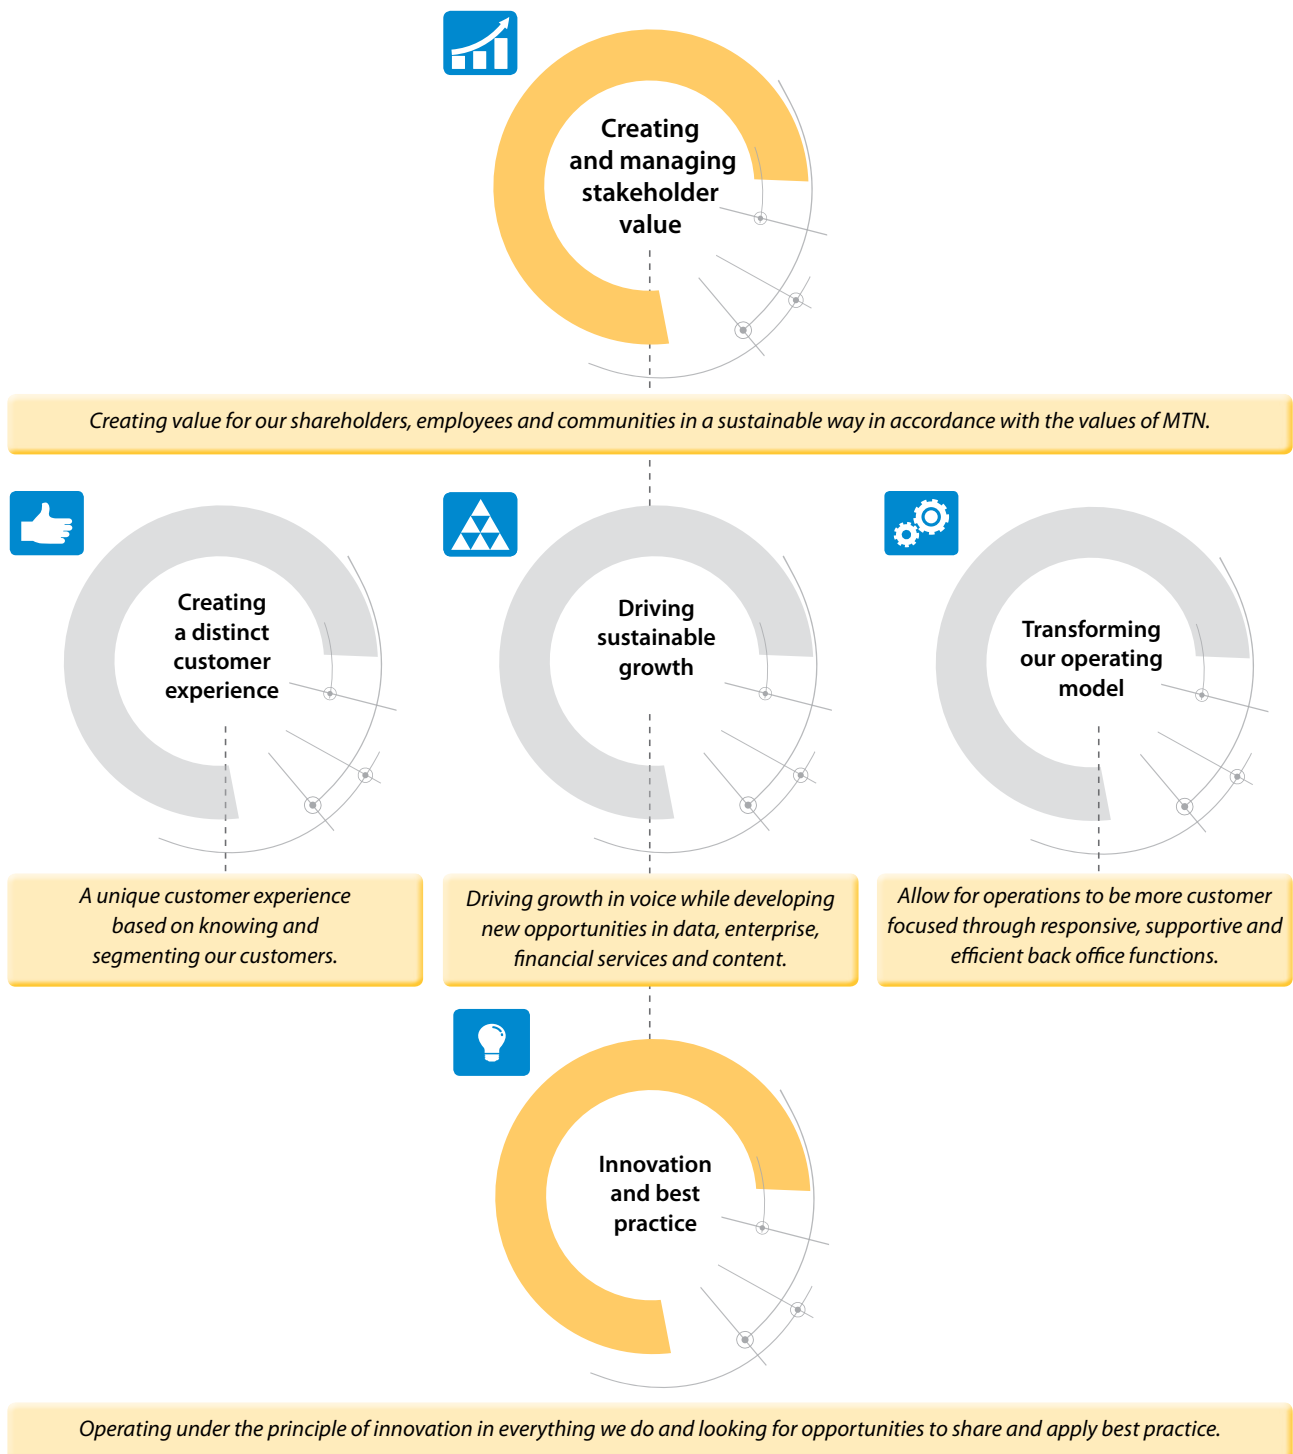 Creating
and managing
stakeholder
value
Creating value for our shareholders, employees and communities in a sustainable way in accordance with the values of MTN.
Creating
a distinct
customer
experience
A unique customer experience
based on knowing and
segmenting our customers.
Driving
sustainable
growth
Driving growth in voice while developing
new opportunities in data, enterprise,
financial services and content.
Transforming
our operating
model
Allow for operations to be more customer
focused through responsive, supportive and
efficient back office functions.
Innovation
and best
practice
Operating under the principle of innovation in everything we do and looking for opportunities to share and apply best practice.